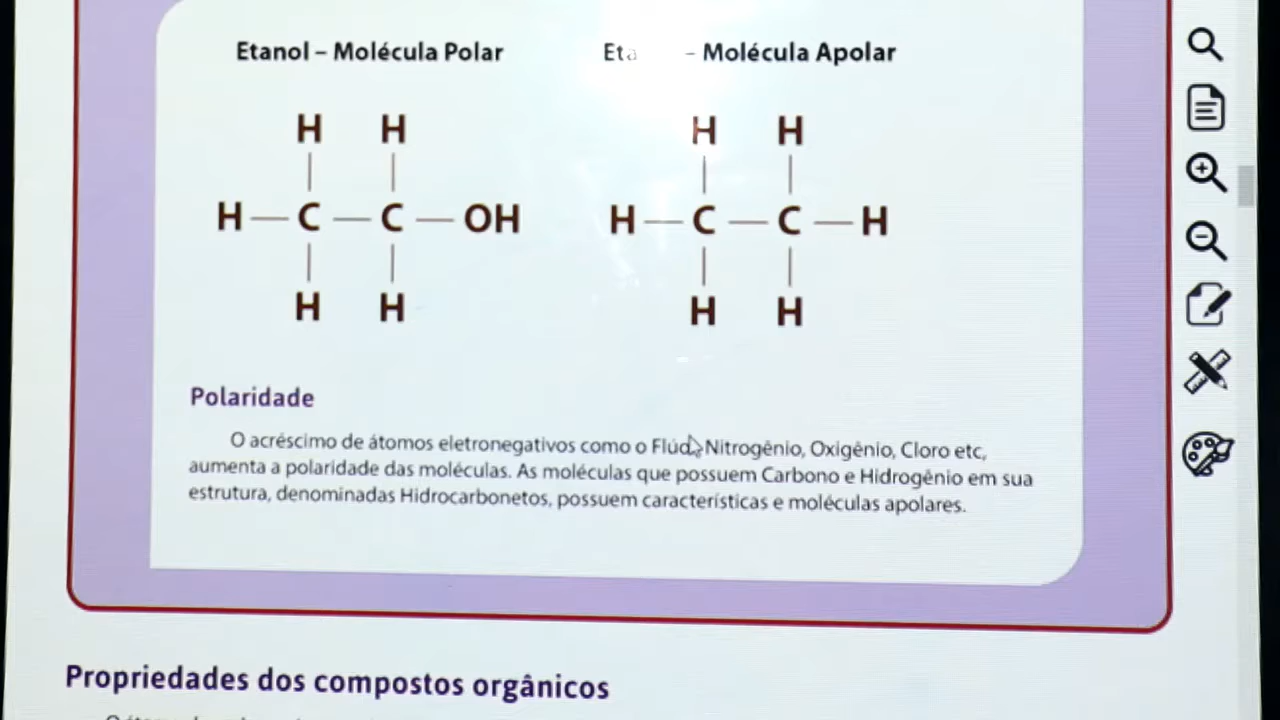 Etanol – Molécula Polar
– Molécula Apolar
H H
H — C — C — OH
H H
H H
H — C — C — H
H H
Polaridade
O acréscimo de átomos eletronegativos como o Nitrogênio, Oxigênio, Cloro etc,
aumenta a polaridade das moléculas. As moléculas que possuem Carbono e Hidrogênio em sua
estrutura, denominadas Hidrocarbonetos, possuem características e moléculas apolares.
Propriedades dos compostos orgânicos